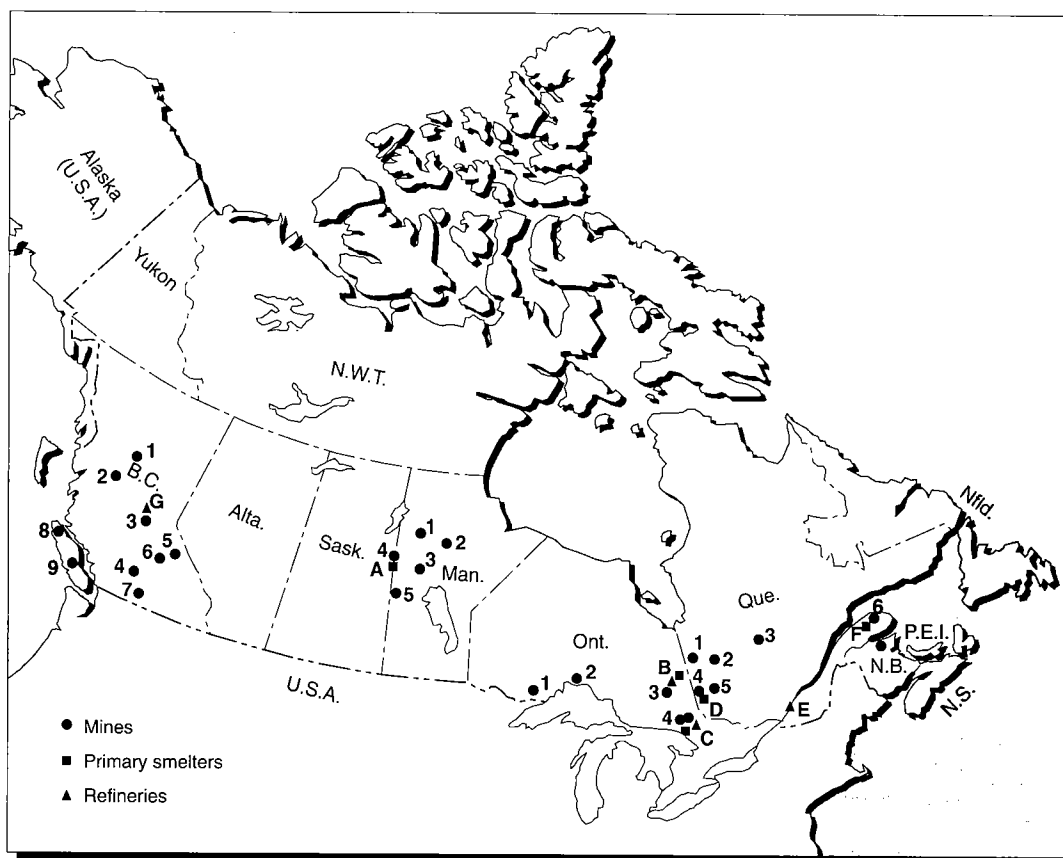 Alaska
(U.S.A.)
Yukon
N.W.T.
1
2
B.C.
G
3
8
9
6
5
4
7
Alta.
Sask.
4
A
1
2
3
Man.
5
Nfld.
Que.
3
6
F
P.E.I.
N.B.
N.S.
Ont.
1
2
B
3
4
1
2
4
5
D
C
E
U.S.A.
Mines
Primary smelters
Refineries